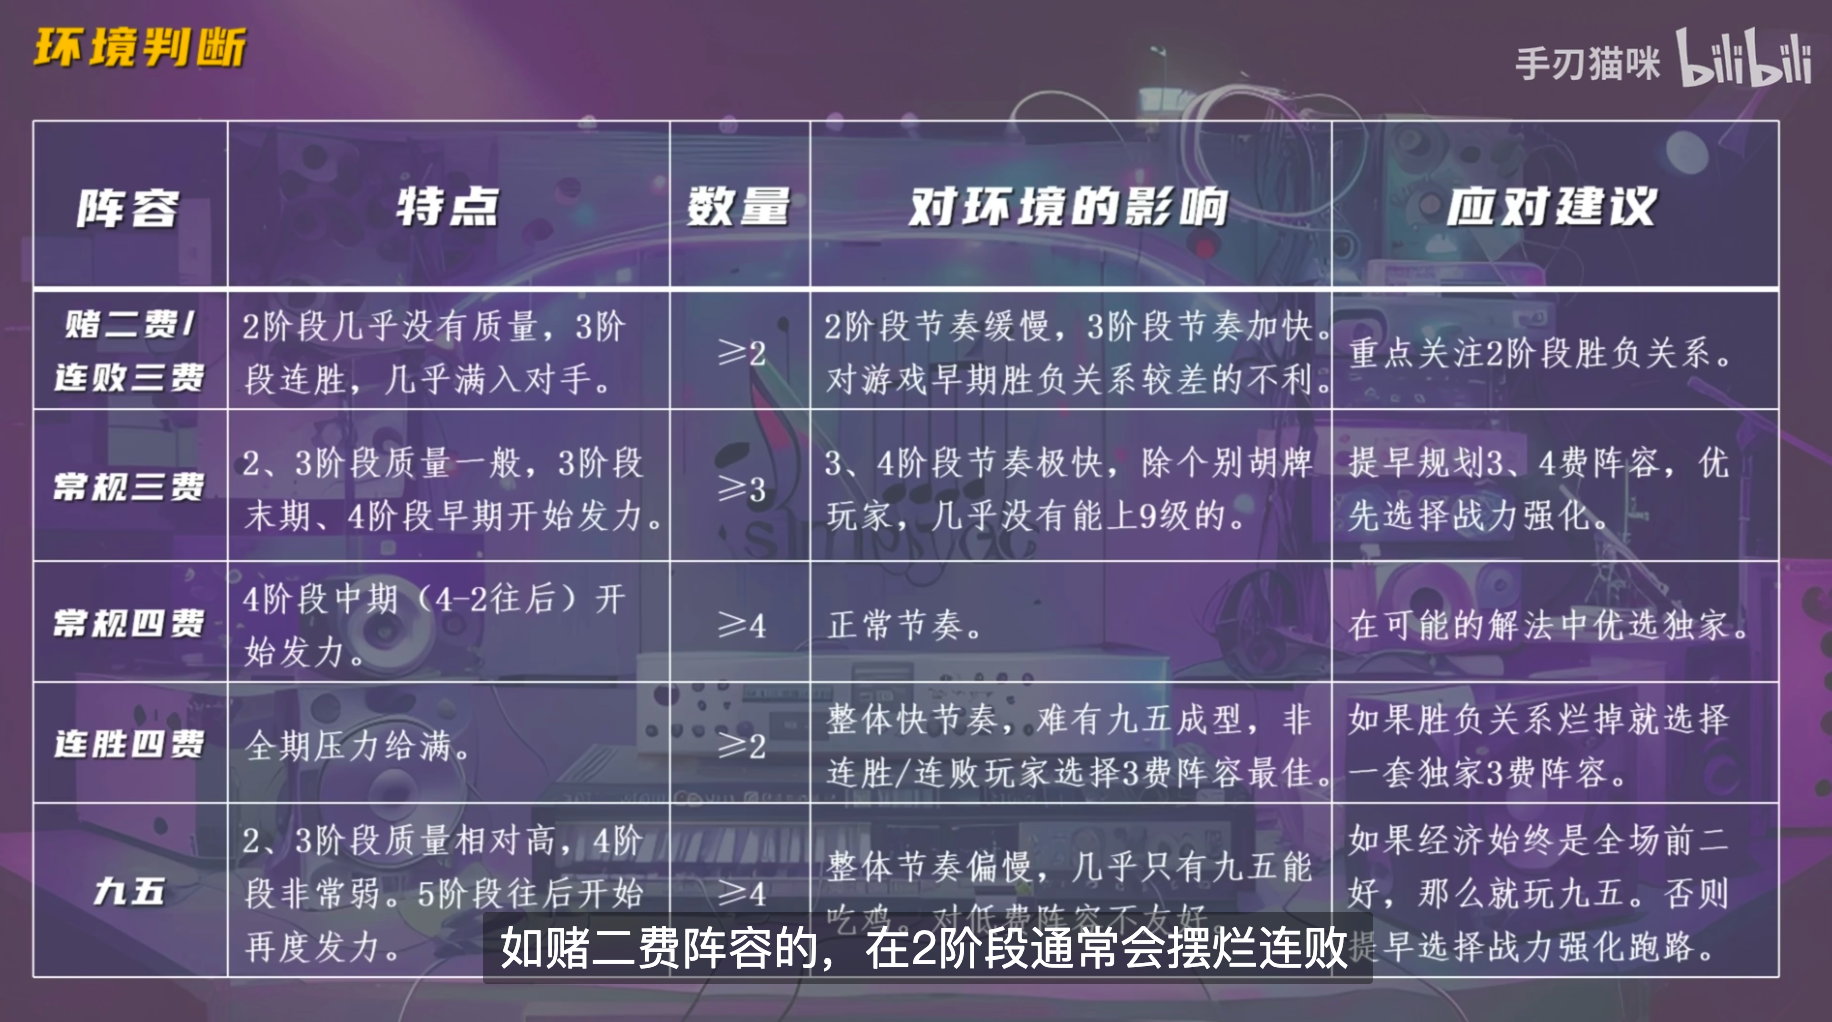 环境判断
手刃猫咪 bilibili
阵容 特点 数量 对环境的影响 应对建议
赌二费/
连败三费
2阶段几乎没有质量，3阶
段连胜，几乎满入对手。
≥2
2阶段节奏缓慢，3阶段节奏加快。
对游戏早期胜负关系较差的不利。
重点关注2阶段胜负关系。
常规三费
2、3阶段质量一般，3阶段
末期、4阶段早期开始发力。
≥3
3、4阶段节奏极快，除个别胡牌
玩家，几乎没有能上9级的。
提早规划3、4费阵容，优
先选择战力强化。
常规四费
4阶段中期（4-2往后）开
始发力。
≥4
正常节奏。
在可能的解法中优选独家。
连胜四费
全期压力给满。
≥2
整体快节奏，难有九五成型，非
连胜/连败玩家选择3费阵容最佳。
如果胜负关系烂掉就选择
一套独家3费阵容。
九五
2、3阶段质量相对高，4阶
段非常弱。5阶段往后开始
再度发力。
≥4
整体节奏偏慢，几乎只有九五能
吃鸡。对低费阵容不友好。
如果经济始终是全场前二
好，那么就玩九五。否则
提早选择战力强化跑路。
如赌二费阵容的，在2阶段通常会摆烂连败